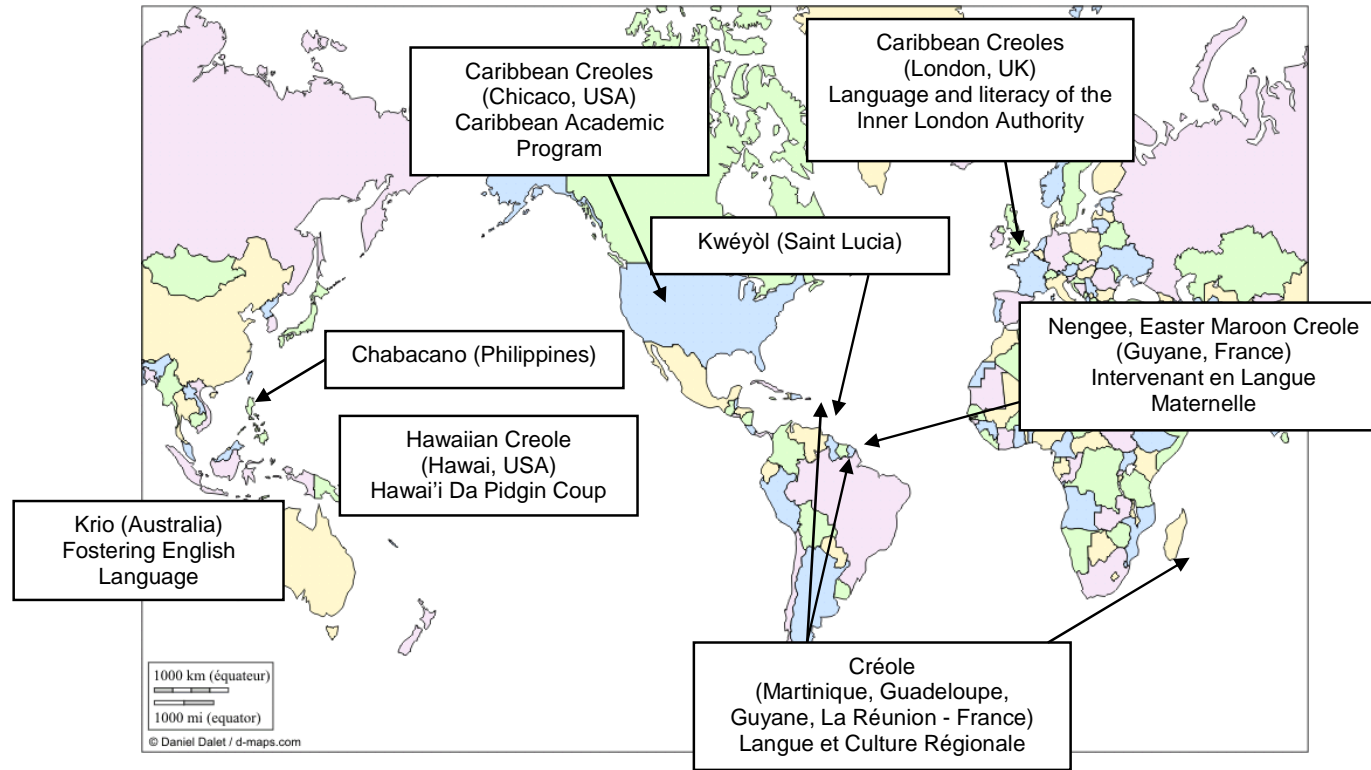 Caribbean Creoles
(Chicaco, USA)
Caribbean Academic
Program
Caribbean Creoles
(London, UK)
Language and literacy of the
Inner London Authority
Kwéyòl (Saint Lucia)
Nengee, Easter Maroon Creole
(Guyane, France)
Intervenant en Langue
Maternelle
Chabacano (Philippines)
Hawaiian Creole
(Hawai, USA)
Hawai’i Da Pidgin Coup
Krio (Australia)
Fostering English
Language
Créole
(Martinique, Guadeloupe,
Guyane, La Réunion - France)
Langue et Culture Régionale
1000 km (équateur)
1000 mi (equator)
© Daniel Dalet / d-maps.com